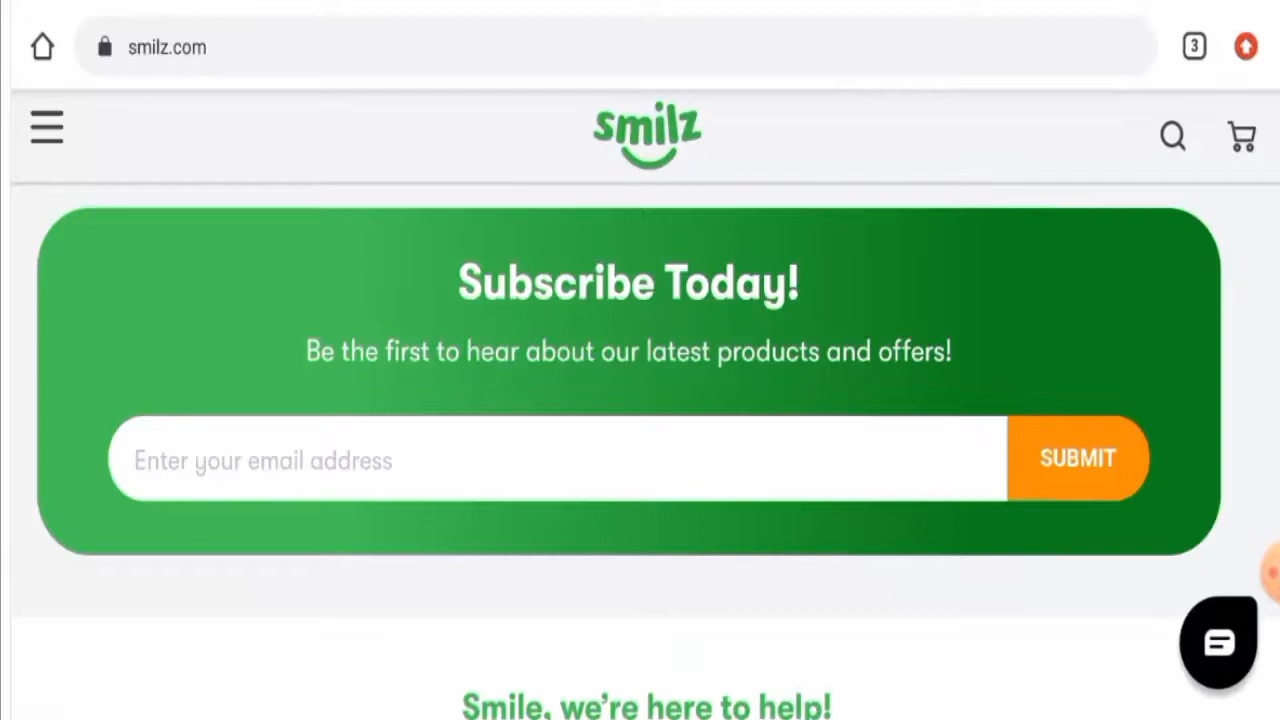 smilz.com
3
smilz
Subscribe Today!
Be the first to hear about our latest products and offers!
Enter your email address
SUBMIT
Smile, we're here to help!